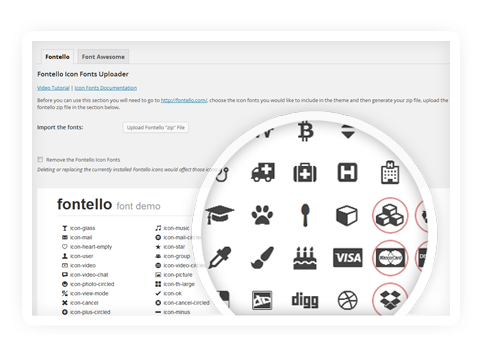 Fontello Font Awesome
Fontello Icon Fonts Uploader
Video Tutorial | Icon Fonts Documentation
Before you can use this section you will need to go to http://fontello.com/, choose the icon fonts you would like to include in the theme and then generate your zip file, upload the
fontello zip file in the section below.
Import the fonts: Upload Fontello "zip" File
Remove the Fontello Icon Fonts
Deleting or replacing the currently installed Fontello Icons would affect those
fontello font demo
icon-glass icon-music
icon-mail icon-mail-
icon-heart-empty icon-star
icon-user icon-group
icon-video icon-video-
icon-video-chat icon-picture
icon-photo-circled icon-th-large
icon-view-mode icon-ok
icon-cancel icon-cancel-circled
icon-plus-circled icon-minus
H
VISA
MasterCard
digg